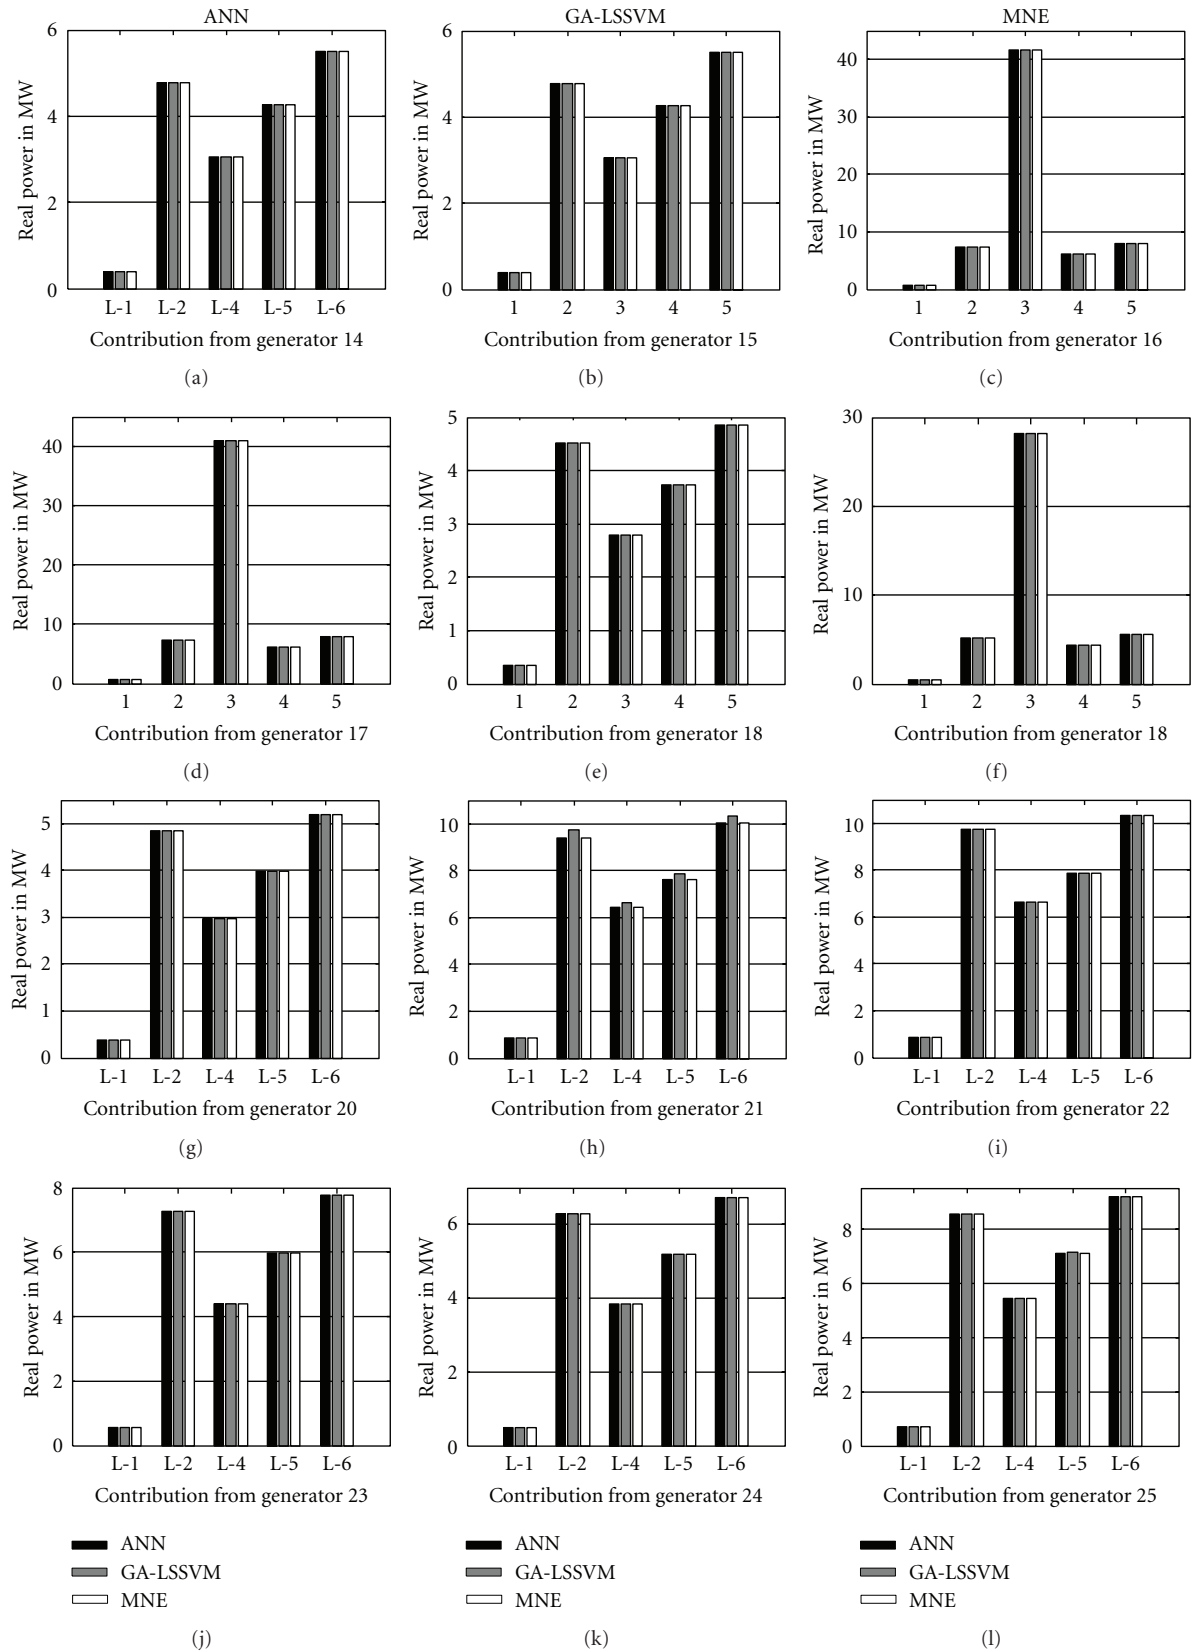 ANN
GA-LSSVM
MNE
6
4
2
0
Real power in MW
L-1 L-2 L-4 L-5 L-6
Contribution from generator 14
(a)
6
4
2
0
Real power in MW
1 2 3 4 5
Contribution from generator 15
(b)
40
30
20
10
0
Real power in MW
1 2 3 4 5
Contribution from generator 16
(c)
40
30
20
10
0
Real power in MW
1 2 3 4 5
Contribution from generator 17
(d)
5
4
3
2
1
0
Real power in MW
1 2 3 4 5
Contribution from generator 18
(e)
30
20
10
0
Real power in MW
1 2 3 4 5
Contribution from generator 18
(f)
5
4
3
2
1
0
Real power in MW
L-1 L-2 L-4 L-5 L-6
Contribution from generator 20
(g)
10
8
6
4
2
0
Real power in MW
L-1 L-2 L-4 L-5 L-6
Contribution from generator 21
(h)
10
8
6
4
2
0
Real power in MW
L-1 L-2 L-4 L-5 L-6
Contribution from generator 22
(i)
8
6
4
2
0
Real power in MW
L-1 L-2 L-4 L-5 L-6
Contribution from generator 23
ANN
GA-LSSVM
MNE
(j)
6
4
2
0
Real power in MW
L-1 L-2 L-4 L-5 L-6
Contribution from generator 24
ANN
GA-LSSVM
MNE
(k)
8
6
4
2
0
Real power in MW
L-1 L-2 L-4 L-5 L-6
Contribution from generator 25
ANN
GA-LSSVM
MNE
(l)